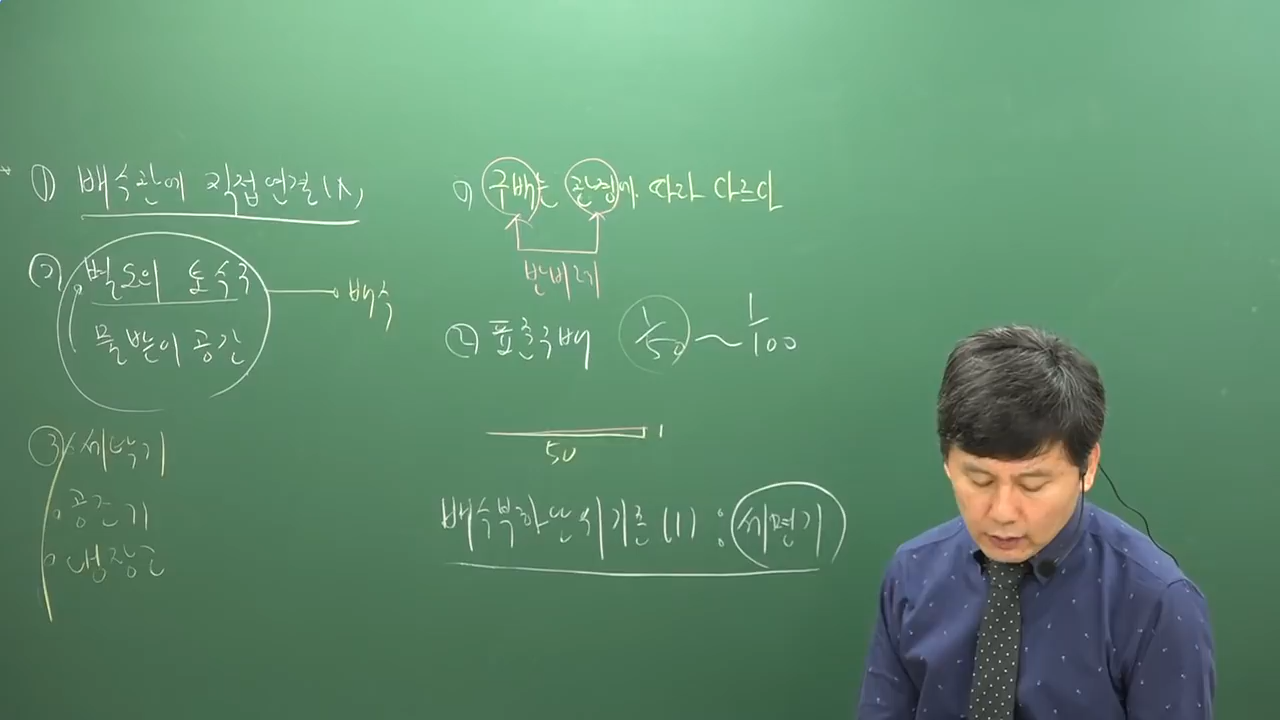 ① 배수관에 직접연결(X)
② 별도의 토수구
물받이 공간
배수
③ 세탁기
공조기
냉장고
① 구배는 관경에 따라 다르다
반비례
② 표준구배 1/50 ~ 1/100
1
50
배수부하단위 기준(1) : 세면기